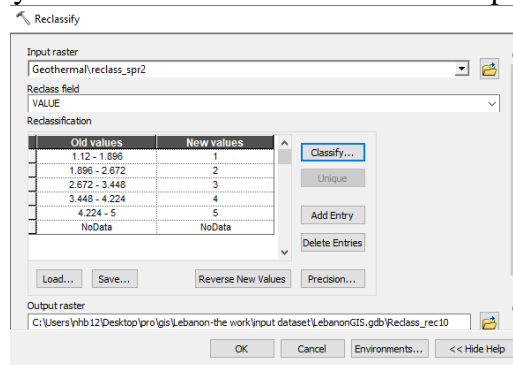 Reclassify
Input raster
Geothermal\reclass_spr2
Reclass field
VALUE
Reclassification
Old values New values
1.12 - 1.896 1
1.896 - 2.672 2
2.672 - 3.448 3
3.448 - 4.224 4
4.224 - 5 5
NoData NoData
Classify...
Unique
Add Entry
Delete Entries
Load... Save... Reverse New Values Precision...
Output raster
C:\Users\nhb12\Desktop\pro\gis\Lebanon-the work\input dataset\LebanonGIS.gdb\Reclass_rec10
OK Cancel Environments... << Hide Help